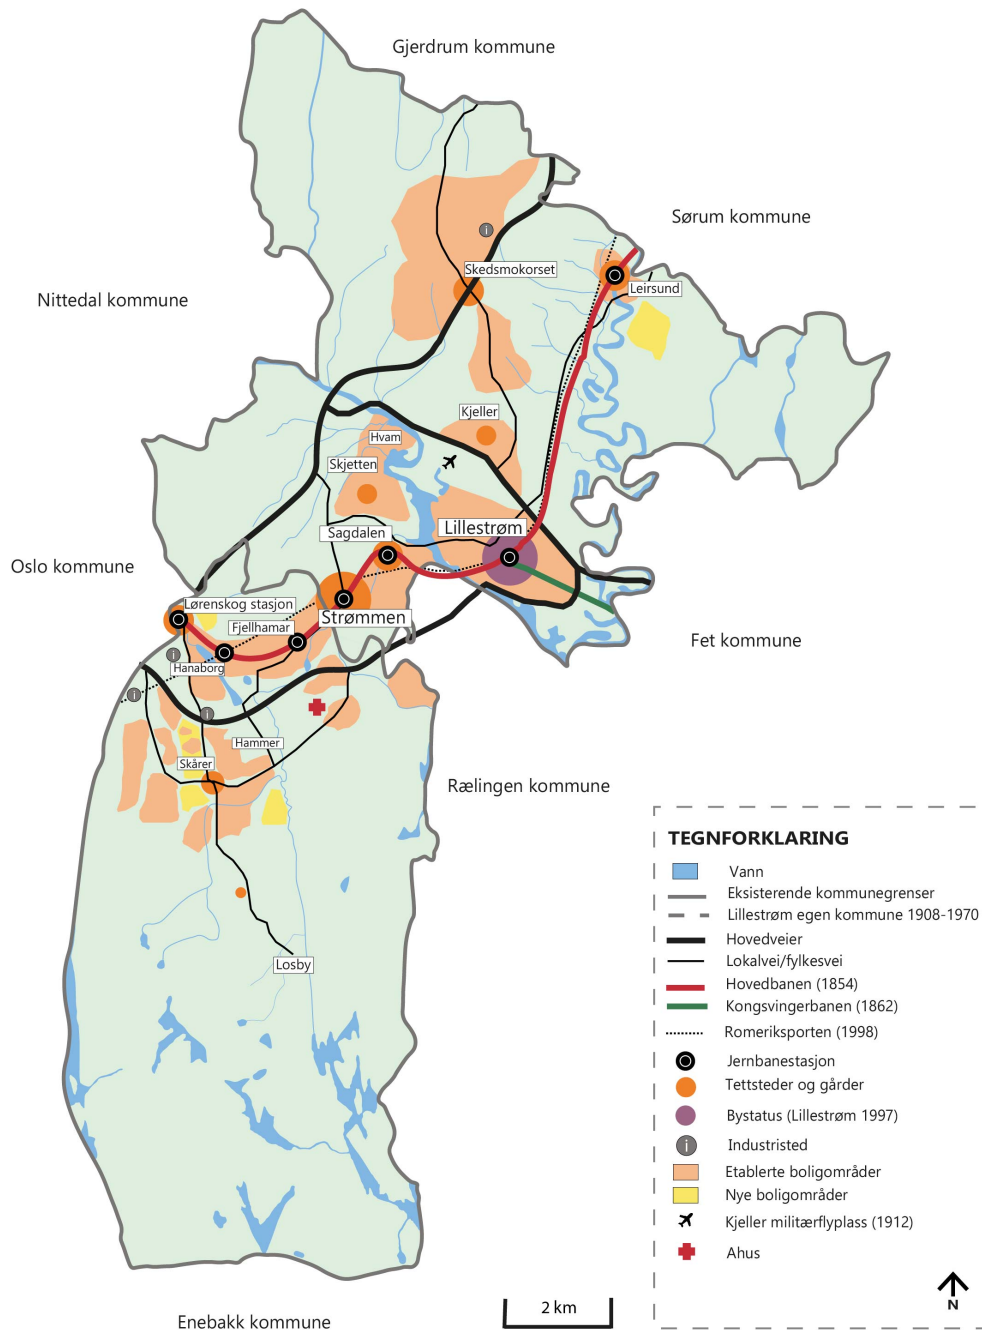 Gjerdrum kommune
Sørum kommune
Skedsmokorset
Leirsund
Nittedal kommune
Kjeller
Hvam
Skjetten
Lillestrøm
Sagdalen
Oslo kommune
Lørenskog stasjon
Strømmen
Fjellhamar
Fet kommune
Hanaborg
Hammer
Skårer
Rælingen kommune
Losby
TEGNFORKLARING
Vann
Eksisterende kommunegrenser
Lillestrøm egen kommune 1908-1970
Hovedveier
Lokalvei/fylkesvei
Hovedbanen (1854)
Kongsvingerbanen (1862)
Romeriksporten (1998)
Jernbanestasjon
Tettsteder og gårder
Bystatus (Lillestrøm 1997)
Industristed
Etablerte boligområder
Nye boligområder
Kjeller militærflyplass (1912)
Ahus
N
2 km
Enebakk kommune